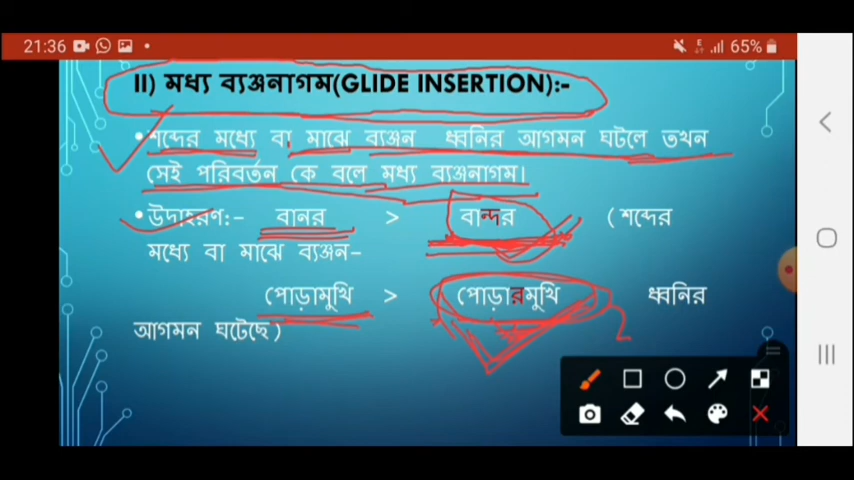 21:36
65%
II) মধ্য ব্যঞ্জনাগম(GLIDE INSERTION):-
•শব্দের মধ্যে বা মাঝে ব্যঞ্জন ধ্বনির আগমন ঘটলে তখন
সেই পরিবর্তন কে বলে মধ্য ব্যঞ্জনাগম।
•উদাহরণ:- বানর > বান্দর (শব্দের
মধ্যে বা মাঝে ব্যঞ্জন-
পোড়ামুখি > পোড়ারমুখি ধ্বনির
আগমন ঘটেছে)